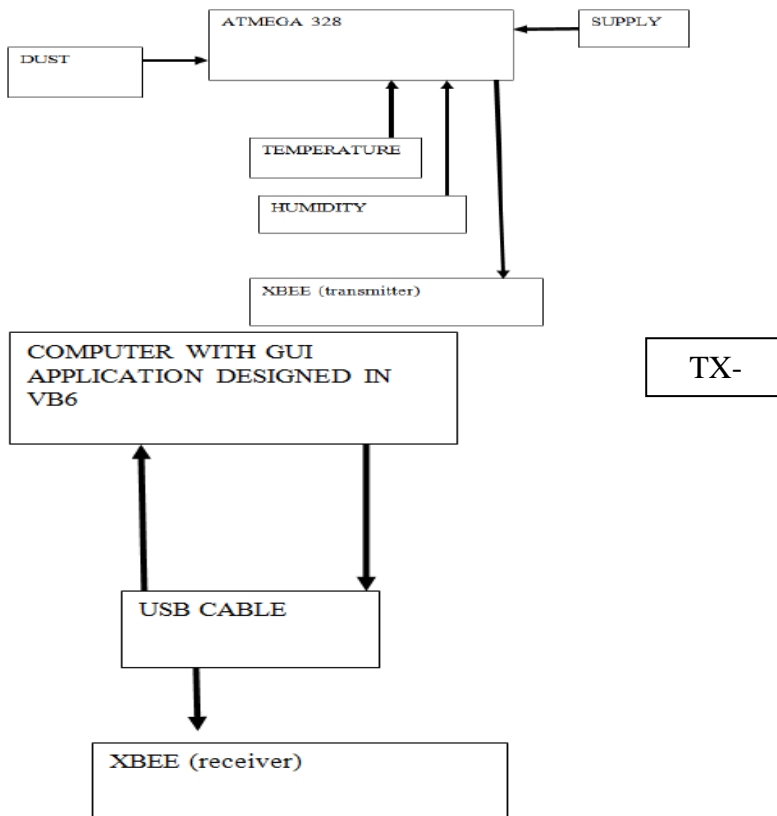 ATMEGA 328
SUPPLY
DUST
TEMPERATURE
HUMIDITY
XBEE (transmitter)
COMPUTER WITH GUI
APPLICATION DESIGNED IN
VB6
TX-
USB CABLE
XBEE (receiver)